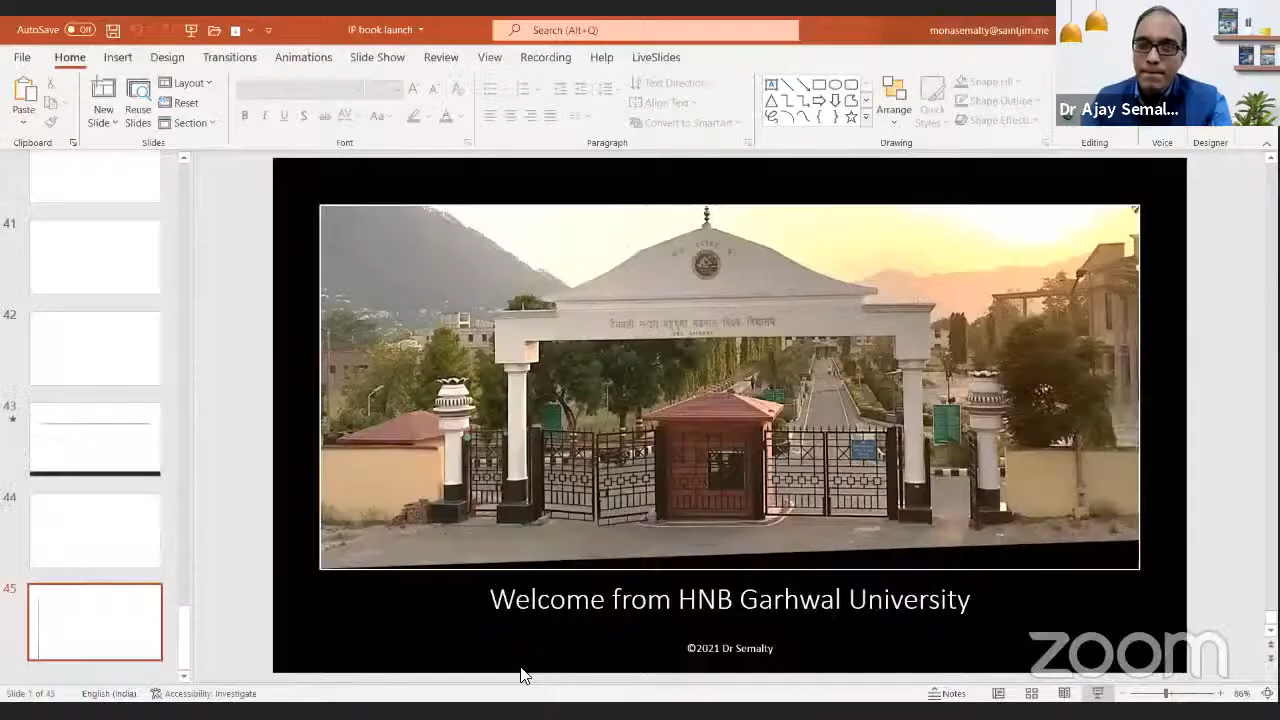 AutoSave Off
IP book launch
Search (Alt+Q)
monasemalty@saintjim.me
File Home Insert Design Transitions Animations Slide Show Review View Recording Help LiveSlides
Paste
New
Slide
Reuse
Slides
Layout
Reset
Section
Text Direction
Align Text
Convert to SmartArt
Arrange
Quick
Styles
Shape Fill
Shape Outline
Shape Effects
Dr Ajay Semal...
Clipboard Slides Font Paragraph Drawing Editing Voice Designer
41
42
43
44
45
Welcome from HNB Garhwal University
©2021 Dr Semalty
zoom
Slide 1 of 45 English (India) Accessibility: Investigate Notes 86%